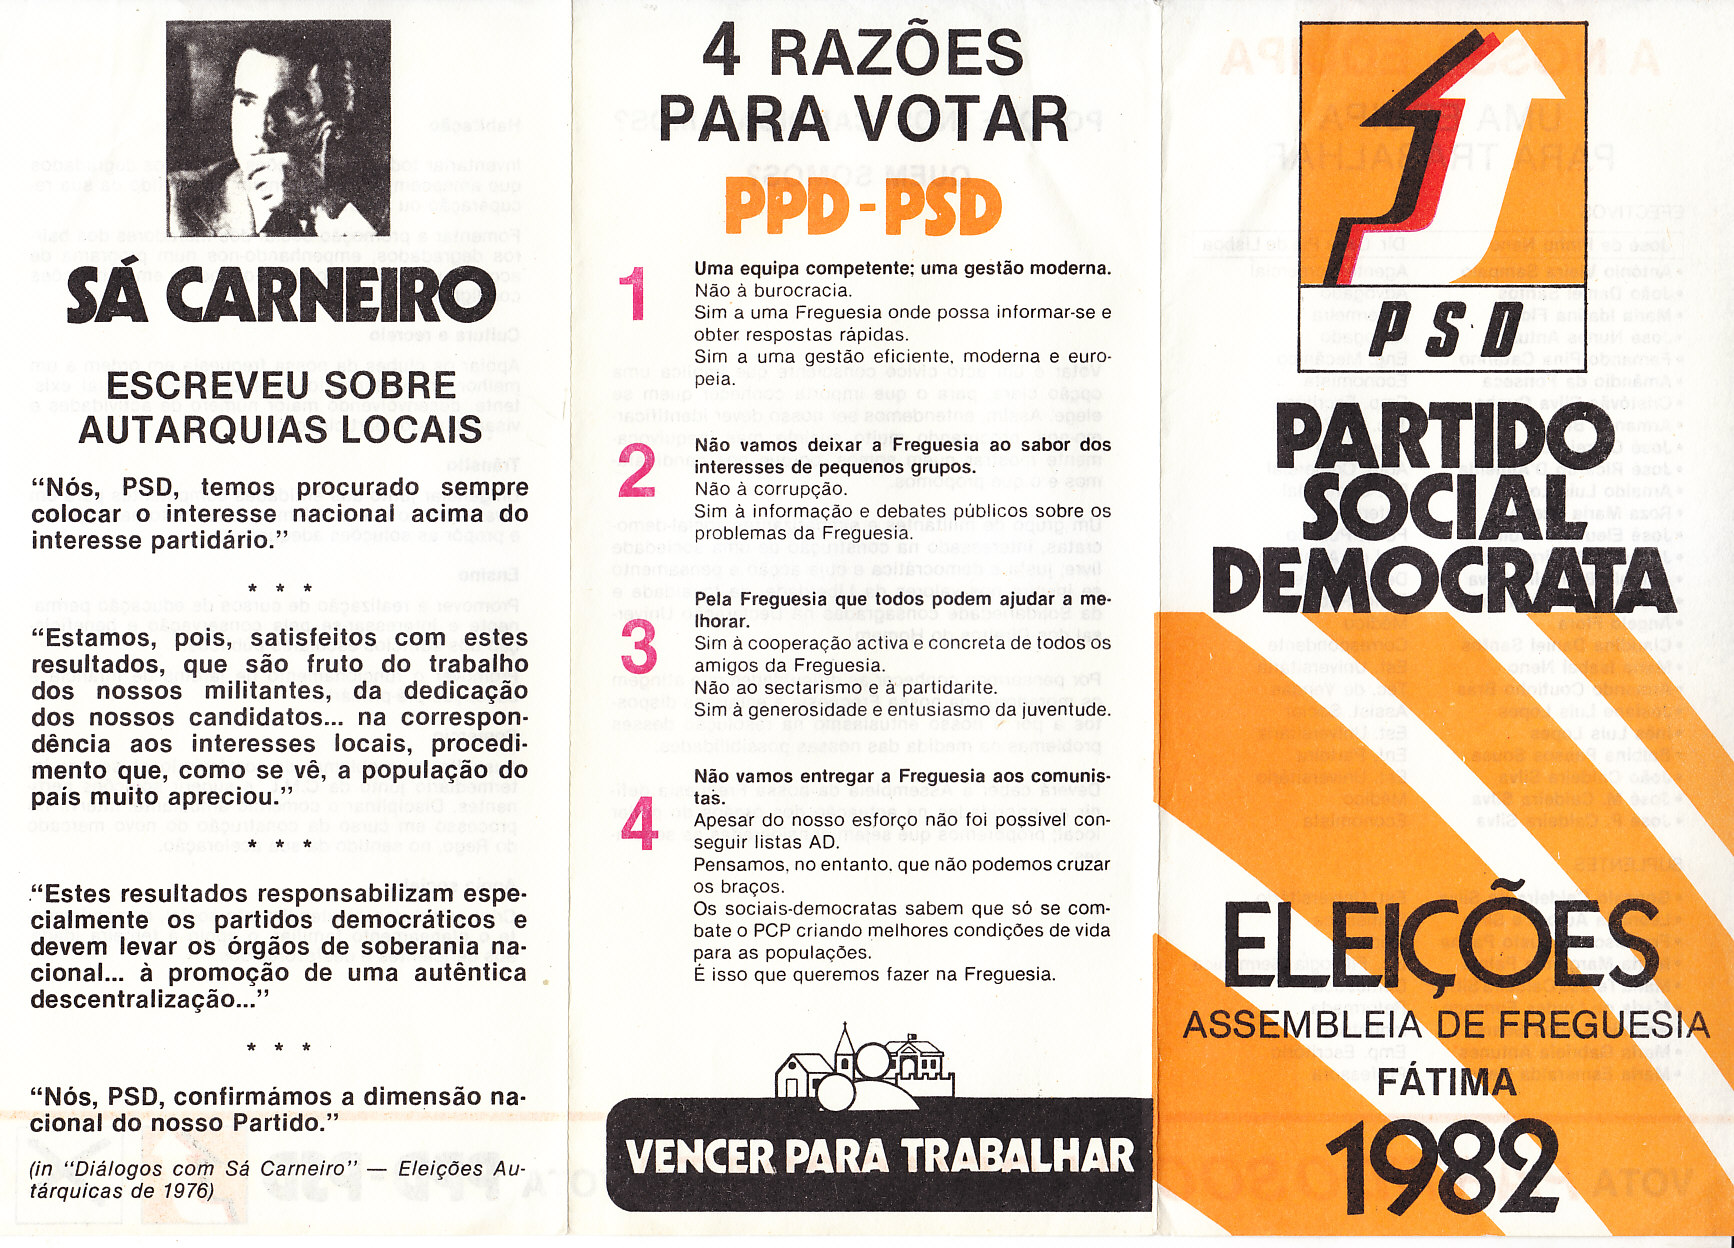 SÁ CARNEIRO
ESCREVEU SOBRE
AUTARQUIAS LOCAIS
“Nós, PSD, temos procurado sempre
colocar o interesse nacional acima do
interesse partidário.”
* * *
“Estamos, pois, satisfeitos com estes
resultados, que são fruto do trabalho
dos nossos militantes, da dedicação
dos nossos candidatos... na correspon-
dência aos interesses locais, procedi-
mento que, como se vê, a população do
país muito apreciou.”
* * *
“Estes resultados responsabilizam espe-
cialmente os partidos democráticos e
devem levar os órgãos de soberania na-
cional... à promoção de uma autêntica
descentralização...”
* * *
“Nós, PSD, confirmámos a dimensão na-
cional do nosso Partido.”
(in “Diálogos com Sá Carneiro” — Eleições Au-
tárquicas de 1976)
4 RAZÕES
PARA VOTAR
PPD-PSD
1
Uma equipa competente; uma gestão moderna.
Não à burocracia.
Sim a uma Freguesia onde possa informar-se e
obter respostas rápidas.
Sim a uma gestão eficiente, moderna e euro-
peia.
2
Não vamos deixar a Freguesia ao sabor dos
interesses de pequenos grupos.
Não à corrupção.
Sim à informação e debates públicos sobre os
problemas da Freguesia.
3
Pela Freguesia que todos podem ajudar a me-
lhorar.
Sim à cooperação activa e concreta de todos os
amigos da Freguesia.
Não ao sectarismo e à partidarite.
Sim à generosidade e entusiasmo da juventude.
4
Não vamos entregar a Freguesia aos comunis-
tas.
Apesar do nosso esforço não foi possível con-
seguir listas AD.
Pensamos, no entanto, que não podemos cruzar
os braços.
Os sociais-democratas sabem que só se com-
bate o PCP criando melhores condições de vida
para as populações.
É isso que queremos fazer na Freguesia.
VENCER PARA TRABALHAR
PSD
PARTIDO
SOCIAL
DEMOCRATA
ELEIÇÕES
ASSEMBLEIA DE FREGUESIA
FÁTIMA
1982